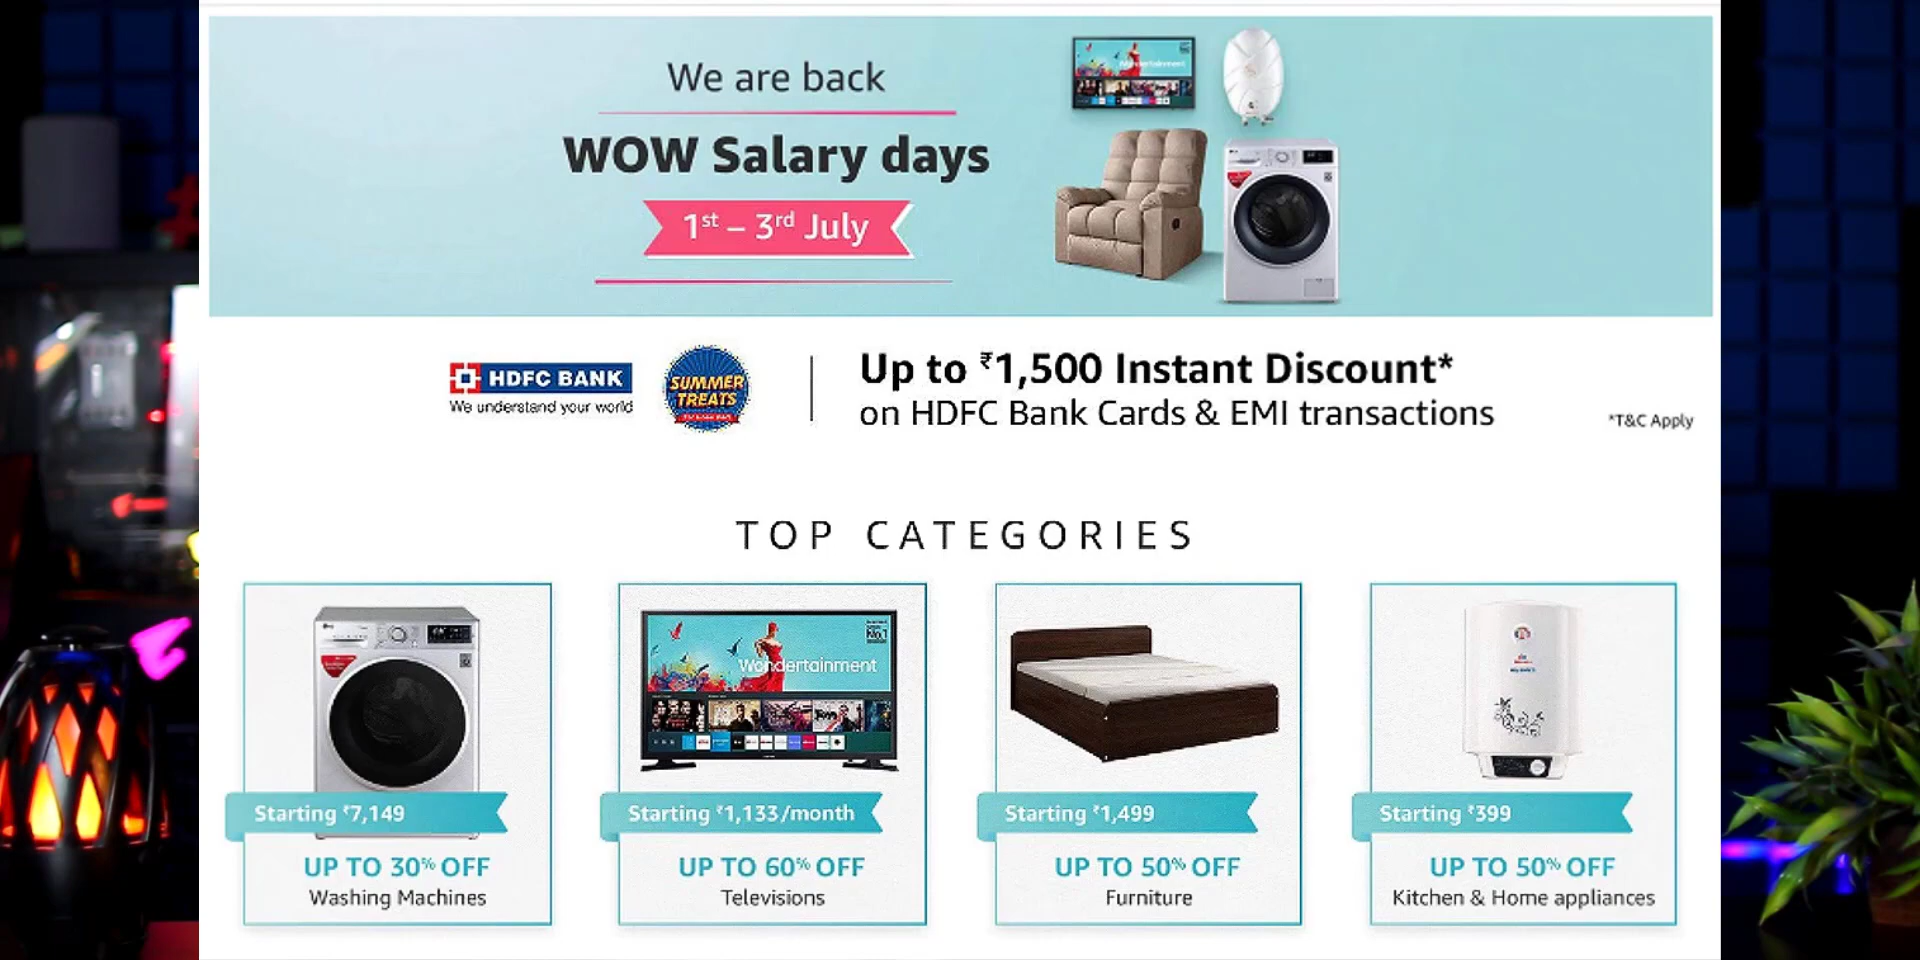 We are back
WOW Salary days
1st – 3rd July
Wondertainment
HDFC BANK
We understand your world
SUMMER
TREATS
Up to ₹1,500 Instant Discount*
on HDFC Bank Cards & EMI transactions
*T&C Apply
TOP CATEGORIES
No.1
Wondertainment
Starting ₹7,149
UP TO 30% OFF
Washing Machines
Starting ₹1,133/month
UP TO 60% OFF
Televisions
Starting ₹1,499
UP TO 50% OFF
Furniture
Starting ₹399
UP TO 50% OFF
Kitchen & Home appliances